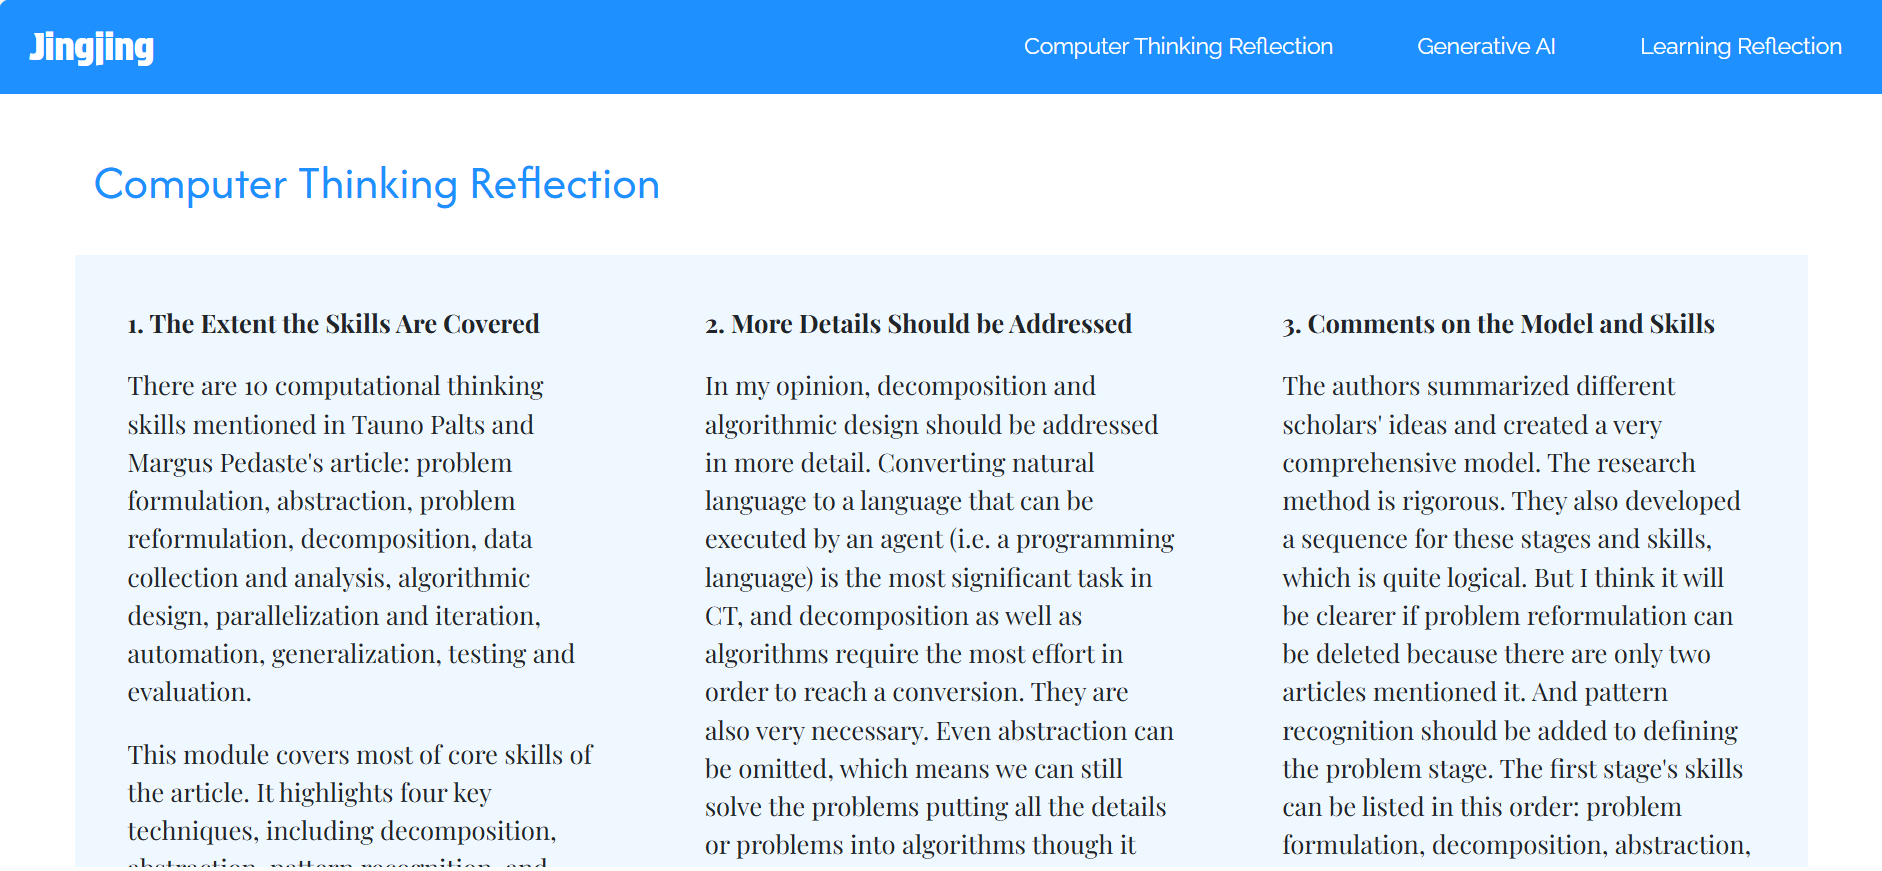 Jingjing
Computer Thinking Reflection
Generative AI
Learning Reflection
Computer Thinking Reflection
1. The Extent the Skills Are Covered
There are 10 computational thinking
skills mentioned in Tauno Palts and
Margus Pedaste's article: problem
formulation, abstraction, problem
reformulation, decomposition, data
collection and analysis, algorithmic
design, parallelization and iteration,
automation, generalization, testing and
evaluation.
This module covers most of core skills of
the article. It highlights four key
techniques, including decomposition,
abstraction, pattern recognition, and
2. More Details Should be Addressed
In my opinion, decomposition and
algorithmic design should be addressed
in more detail. Converting natural
language to a language that can be
executed by an agent (i.e. a programming
language) is the most significant task in
CT, and decomposition as well as
algorithms require the most effort in
order to reach a conversion. They are
also very necessary. Even abstraction can
be omitted, which means we can still
solve the problems putting all the details
or problems into algorithms though it
3. Comments on the Model and Skills
The authors summarized different
scholars' ideas and created a very
comprehensive model. The research
method is rigorous. They also developed
a sequence for these stages and skills,
which is quite logical. But I think it will
be clearer if problem reformulation can
be deleted because there are only two
articles mentioned it. And pattern
recognition should be added to defining
the problem stage. The first stage's skills
can be listed in this order: problem
formulation, decomposition, abstraction,